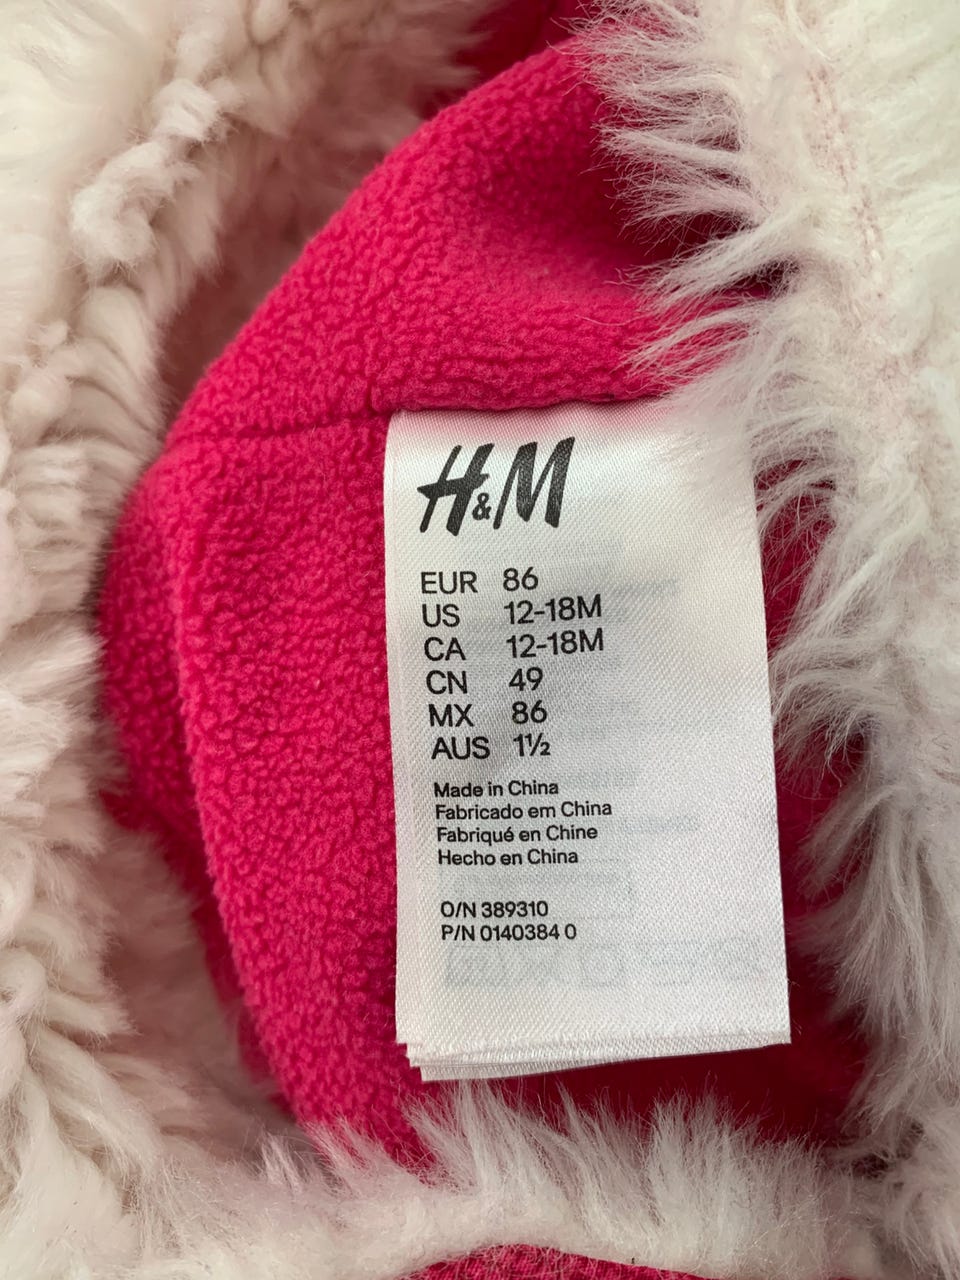 H&M
EUR 86
US 12-18M
CA 12-18M
CN 49
MX 86
AUS 1½
Made in China
Fabricado em China
Fabriqué en Chine
Hecho en China
O/N 389310
P/N 0140384 0